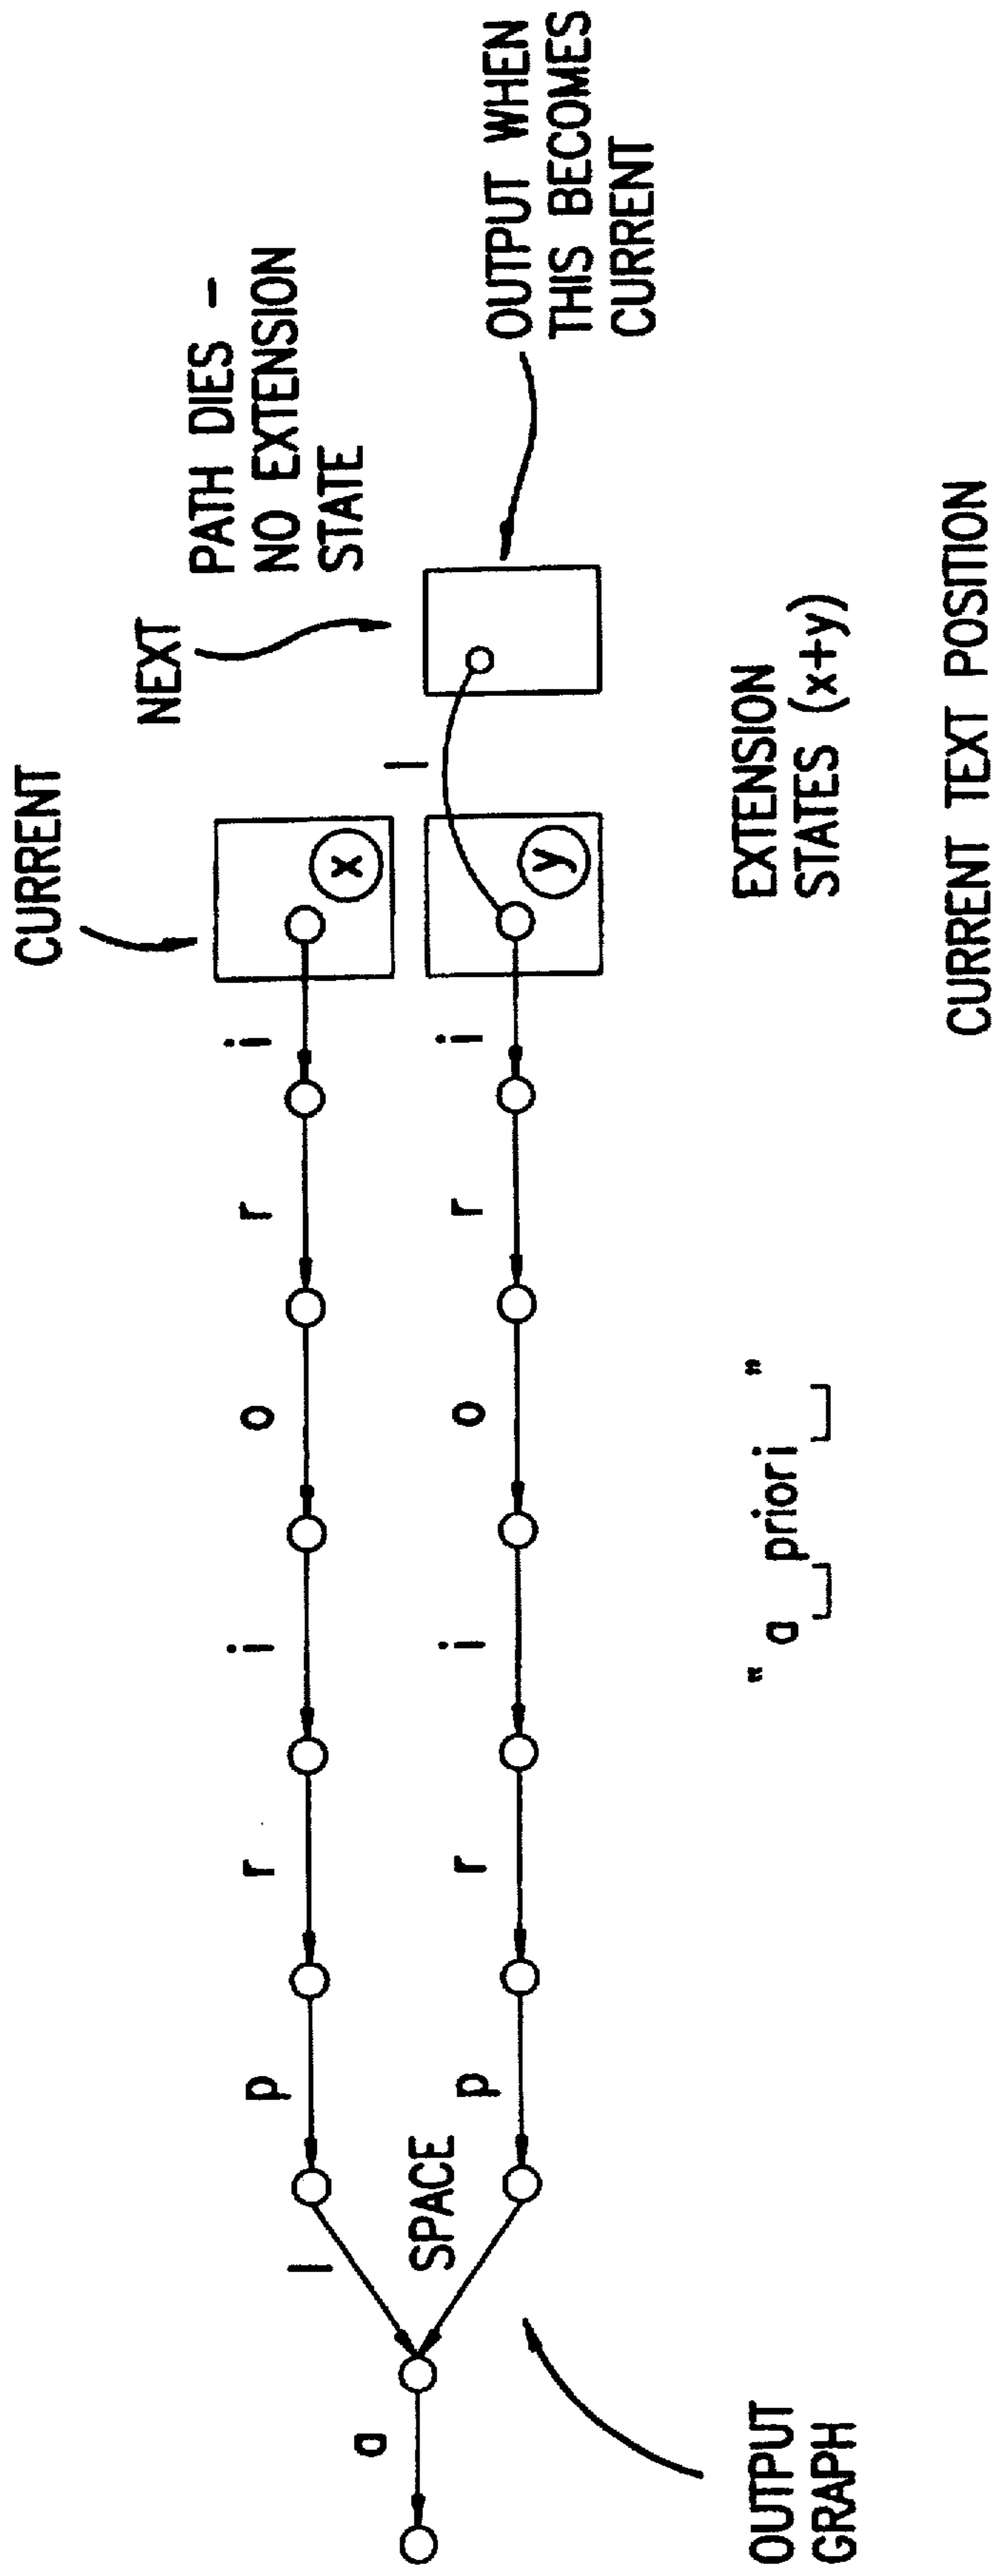 CURRENT
NEXT
PATH DIES –
NO EXTENSION
STATE
a
|
p
r
i
o
r
i
x
SPACE
p
r
i
o
r
i
y
|
OUTPUT WHEN
THIS BECOMES
CURRENT
OUTPUT
GRAPH
" a␣priori␣"
EXTENSION
STATES (x+y)
CURRENT TEXT POSITION